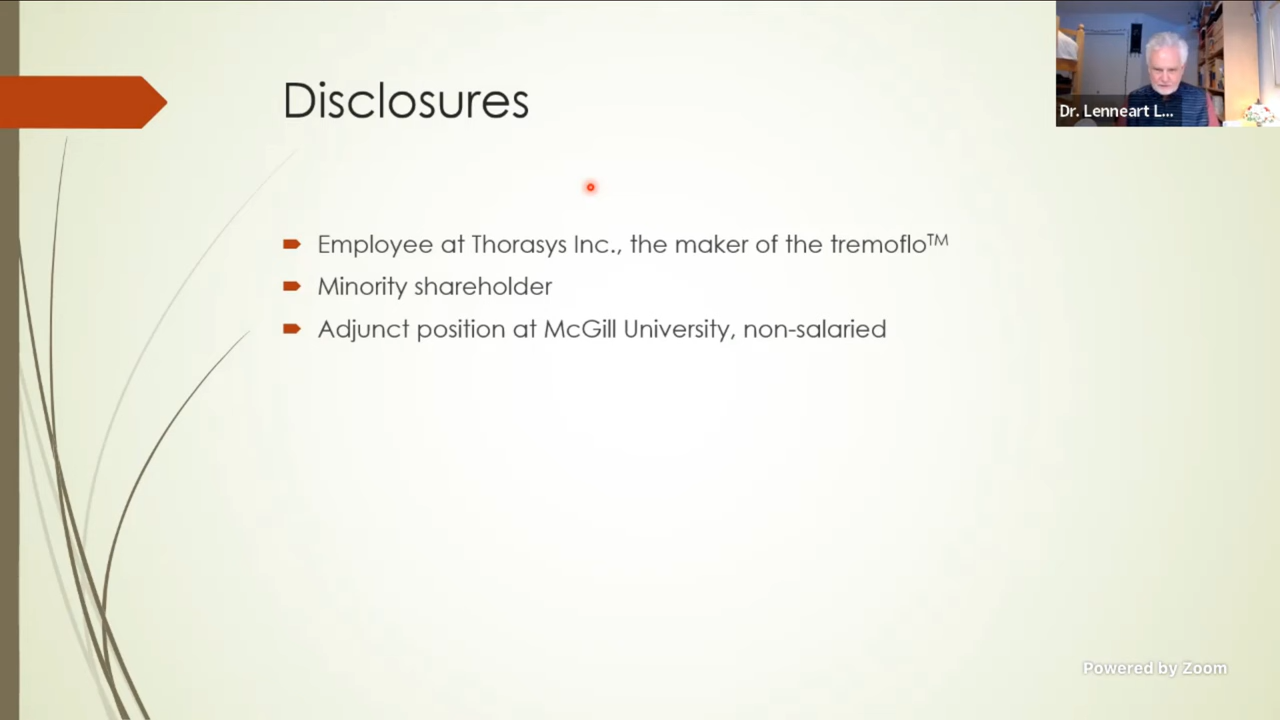 Disclosures
Dr. Lenneart L...
Employee at Thorasys Inc., the maker of the tremoflo™
Minority shareholder
Adjunct position at McGill University, non-salaried
Powered by Zoom